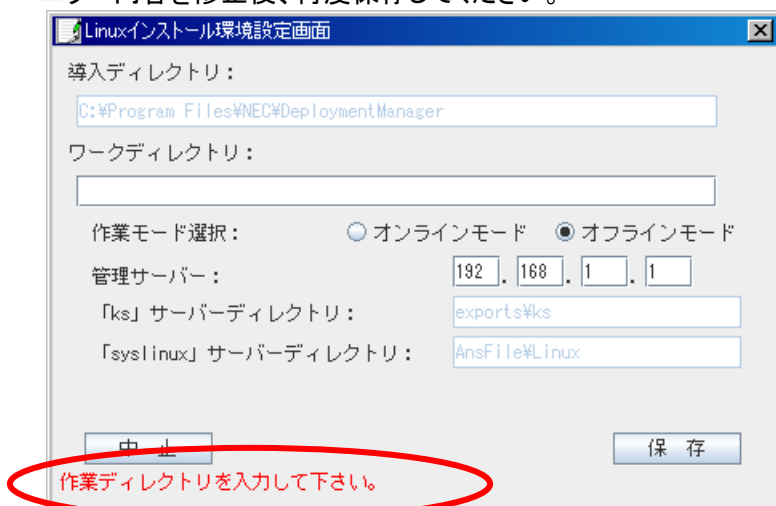 Linuxインストール環境設定画面
導入ディレクトリ：
C:¥Program Files¥NEC¥DeploymentManager
ワークディレクトリ：
作業モード選択： オンラインモード オフラインモード
管理サーバー： 192 . 168 . 1 . 1
「ks」サーバーディレクトリ： exports¥ks
「syslinux」サーバーディレクトリ： AnsFile¥Linux
中 止 保 存
作業ディレクトリを入力して下さい。